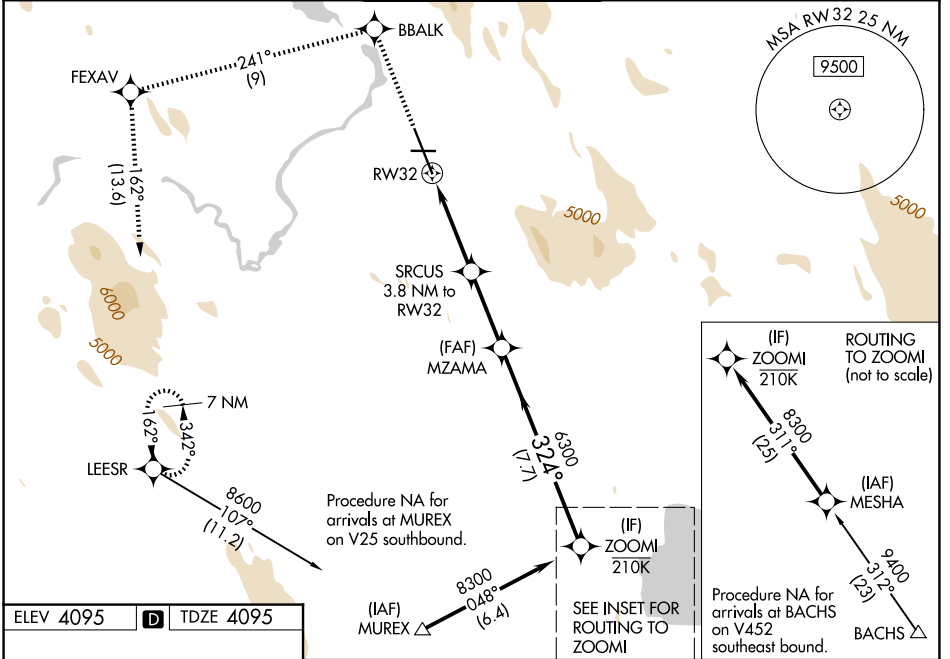 BBALK
241°
(9)
FEXAV
162°
(13.6)
MSA RW32 25 NM
9500
RW32
5000
5000
SRCUS
3.8 NM to
RW32
6000
5000
(FAF)
MZAMA
6300
324°
(7.7)
7 NM
162°
342°
LEESR
8600
107°
(11.2)
Procedure NA for
arrivals at MUREX
on V25 southbound.
(IF)
ZOOMI
210K
8300
048°
(6.4)
(IAF)
MUREX
SEE INSET FOR
ROUTING TO
ZOOMI
(IF)
ZOOMI
210K
ROUTING
TO ZOOMI
(not to scale)
8300
311°
(25)
(IAF)
MESHA
9400
312°
(23)
Procedure NA for
arrivals at BACHS
on V452
southeast bound.
BACHS
ELEV 4095 D TDZE 4095